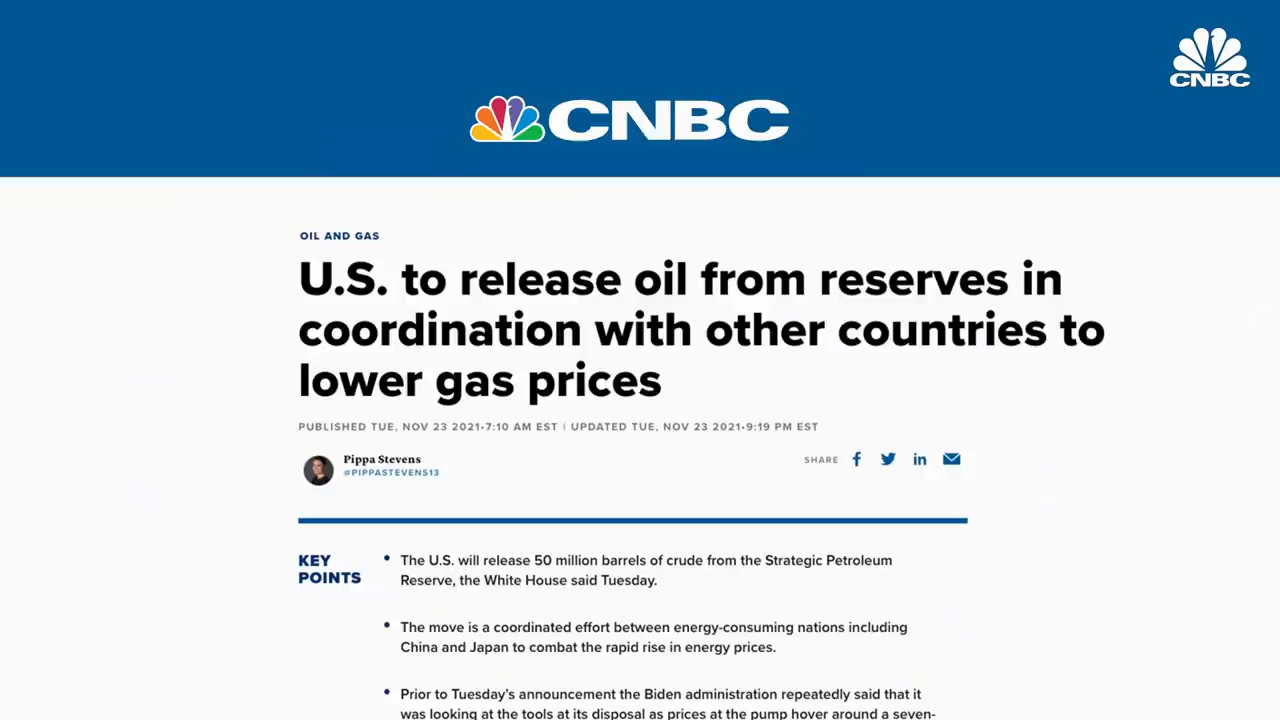 CNBC
CNBC
OIL AND GAS
U.S. to release oil from reserves in
coordination with other countries to
lower gas prices
PUBLISHED TUE, NOV 23 2021•7:10 AM EST | UPDATED TUE, NOV 23 2021•9:19 PM EST
Pippa Stevens
#PIPPASTEVENS13
SHARE
KEY
POINTS
• The U.S. will release 50 million barrels of crude from the Strategic Petroleum
Reserve, the White House said Tuesday.
• The move is a coordinated effort between energy-consuming nations including
China and Japan to combat the rapid rise in energy prices.
• Prior to Tuesday's announcement the Biden administration repeatedly said that it
was looking at the tools at its disposal as prices at the pump hover around a seven-